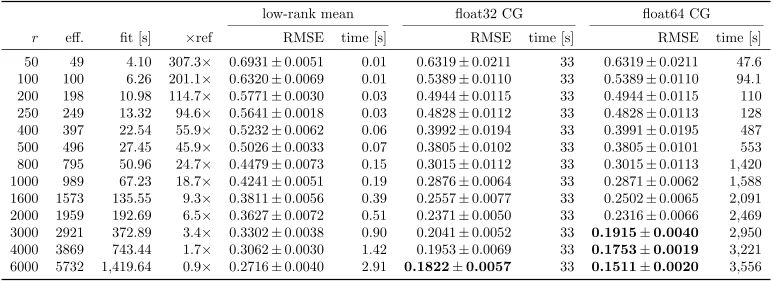 low-rank mean float32 CG float64 CG
r eff. fit [s] ×ref RMSE time [s] RMSE time [s] RMSE time [s]
50 49 4.10 307.3× 0.6931 ± 0.0051 0.01 0.6319 ± 0.0211 33 0.6319 ± 0.0211 47.6
100 100 6.26 201.1× 0.6320 ± 0.0069 0.01 0.5389 ± 0.0110 33 0.5389 ± 0.0110 94.1
200 198 10.98 114.7× 0.5771 ± 0.0030 0.03 0.4944 ± 0.0115 33 0.4944 ± 0.0115 110
250 249 13.32 94.6× 0.5641 ± 0.0018 0.03 0.4828 ± 0.0112 33 0.4828 ± 0.0113 128
400 397 22.54 55.9× 0.5232 ± 0.0062 0.06 0.3992 ± 0.0194 33 0.3991 ± 0.0195 487
500 496 27.45 45.9× 0.5026 ± 0.0033 0.07 0.3805 ± 0.0102 33 0.3805 ± 0.0101 553
800 795 50.96 24.7× 0.4479 ± 0.0073 0.15 0.3015 ± 0.0112 33 0.3015 ± 0.0113 1,420
1000 989 67.23 18.7× 0.4241 ± 0.0051 0.19 0.2876 ± 0.0064 33 0.2871 ± 0.0062 1,588
1600 1573 135.55 9.3× 0.3811 ± 0.0056 0.39 0.2557 ± 0.0077 33 0.2502 ± 0.0065 2,091
2000 1959 192.69 6.5× 0.3627 ± 0.0072 0.51 0.2371 ± 0.0050 33 0.2316 ± 0.0066 2,469
3000 2921 372.89 3.4× 0.3302 ± 0.0038 0.90 0.2041 ± 0.0052 33 0.1915 ± 0.0040 2,950
4000 3869 743.44 1.7× 0.3062 ± 0.0030 1.42 0.1953 ± 0.0069 33 0.1753 ± 0.0019 3,221
6000 5732 1,419.64 0.9× 0.2716 ± 0.0040 2.91 0.1822 ± 0.0057 33 0.1511 ± 0.0020 3,556